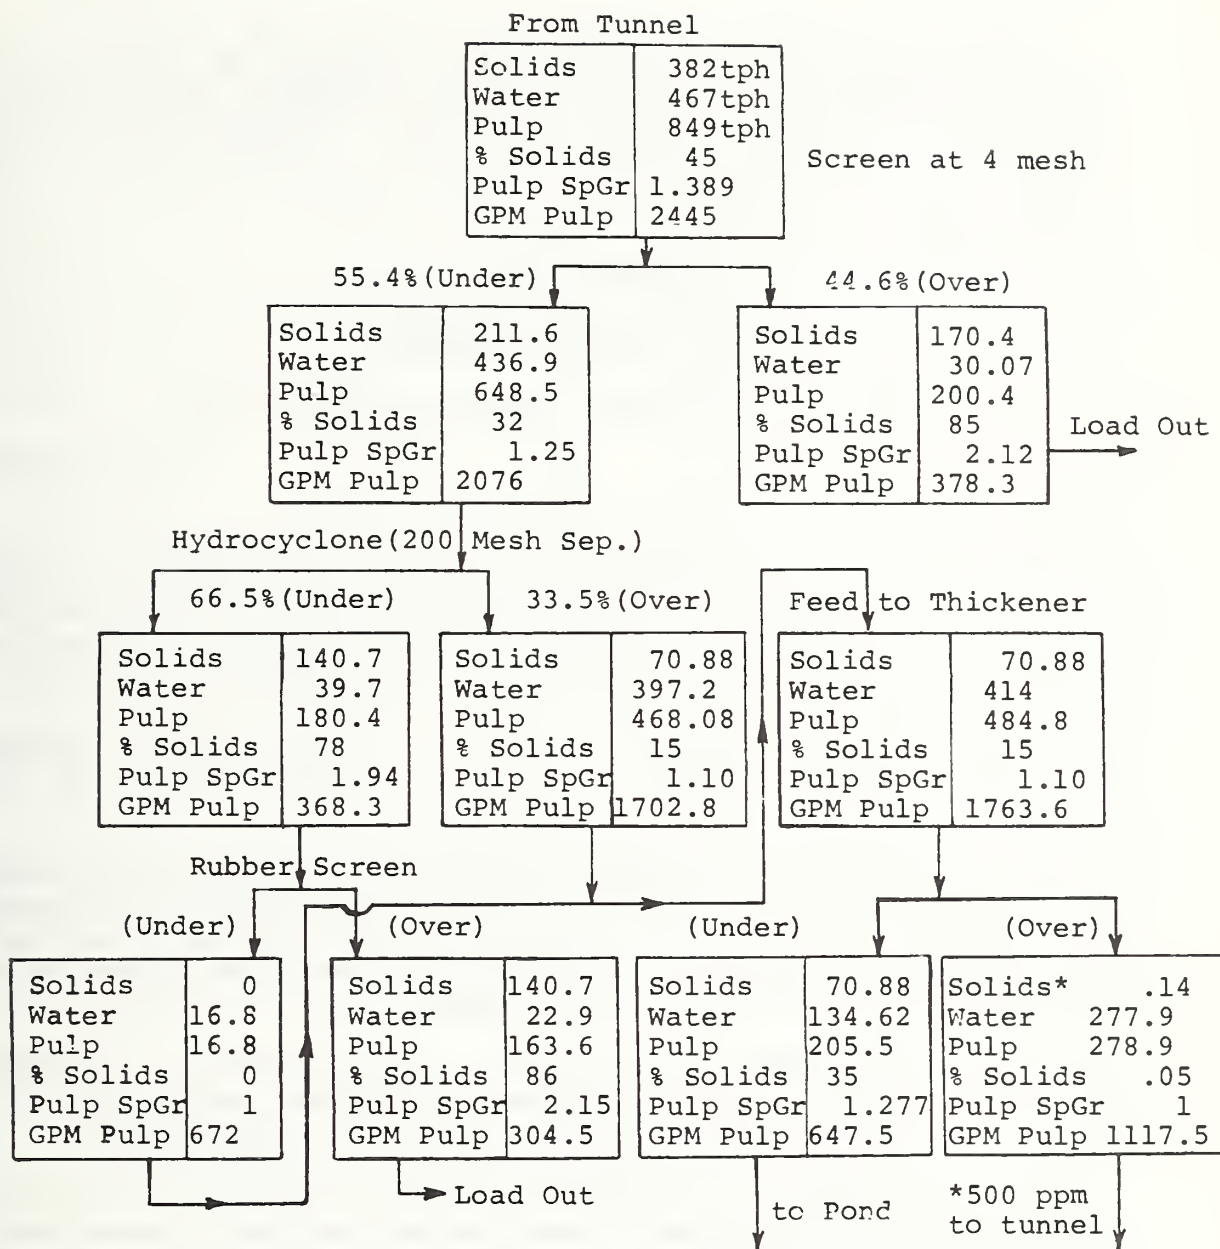 From Tunnel
Solids 382tph
Water 467tph
Pulp 849tph
% Solids 45
Pulp SpGr 1.389
GPM Pulp 2445
Screen at 4 mesh
55.4%(Under)
44.6%(Over)
Solids 211.6
Water 436.9
Pulp 648.5
% Solids 32
Pulp SpGr 1.25
GPM Pulp 2076
Solids 170.4
Water 30.07
Pulp 200.4
% Solids 85
Pulp SpGr 2.12
GPM Pulp 378.3
Load Out
Hydrocyclone(200 Mesh Sep.)
66.5%(Under)
33.5%(Over)
Feed to Thickener
Solids 140.7
Water 39.7
Pulp 180.4
% Solids 78
Pulp SpGr 1.94
GPM Pulp 368.3
Solids 70.88
Water 397.2
Pulp 468.08
% Solids 15
Pulp SpGr 1.10
GPM Pulp 1702.8
Solids 70.88
Water 414
Pulp 484.8
% Solids 15
Pulp SpGr 1.10
GPM Pulp 1763.6
Rubber Screen
(Under)
(Over)
(Under)
(Over)
Solids 0
Water 16.8
Pulp 16.8
% Solids 0
Pulp SpGr 1
GPM Pulp 672
Solids 140.7
Water 22.9
Pulp 163.6
% Solids 86
Pulp SpGr 2.15
GPM Pulp 304.5
Solids 70.88
Water 134.62
Pulp 205.5
% Solids 35
Pulp SpGr 1.277
GPM Pulp 647.5
Solids* .14
Water 277.9
Pulp 278.9
% Solids .05
Pulp SpGr 1
GPM Pulp 1117.5
Load Out
to Pond
*500 ppm
to tunnel